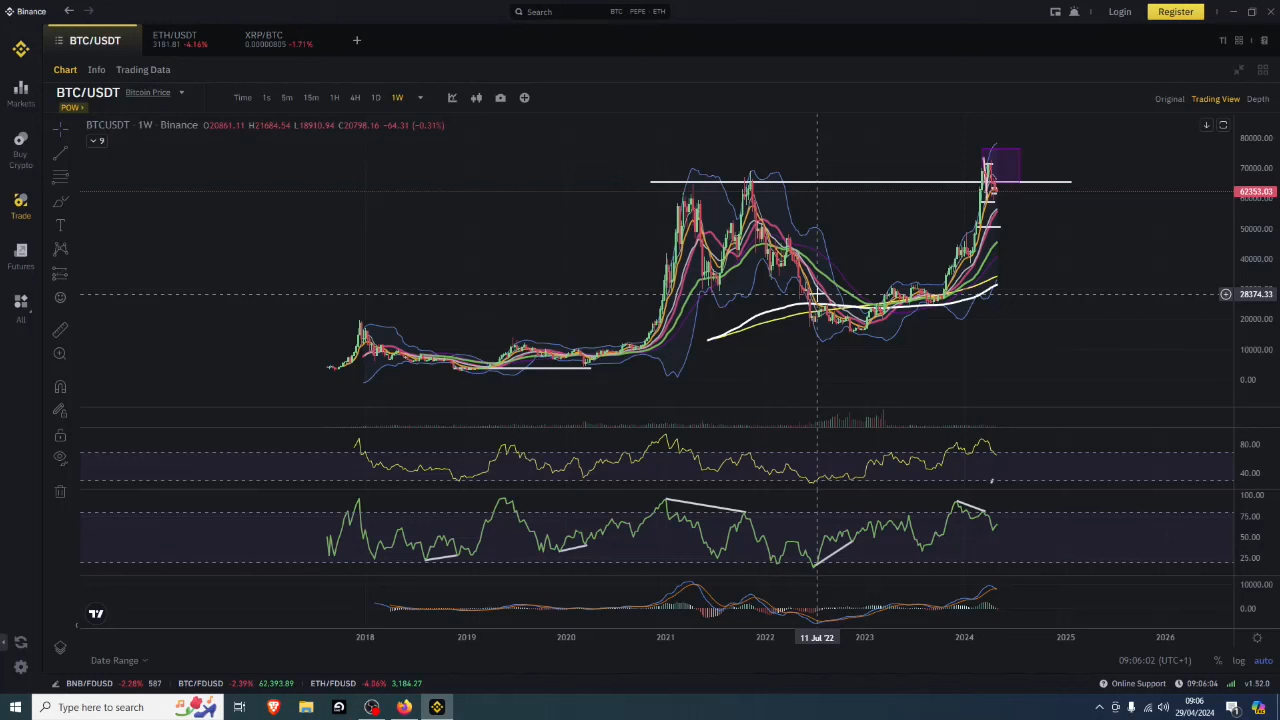 Binance
Search BTC PEPE ETH
Login Register
BTC/USDT
ETH/USDT
3181.81 -4.16%
XRP/BTC
0.00000805 -1.71%
Chart Info Trading Data
Markets
Buy
Crypto
Trade
Futures
All
BTC/USDT Bitcoin Price
POW
Time 1s 5m 15m 1H 4H 1D 1W
Original Trading View Depth
BTCUSDT · 1W · Binance O20861.11 H21684.54 L18910.94 C20798.16 −64.31 (−0.31%)
9
80000.00
70000.00
62353.03
60000.00
50000.00
40000.00
28374.33
20000.00
10000.00
0.00
80.00
40.00
100.00
75.00
50.00
25.00
10000.00
0.00
2018 2019 2020 2021 2022 11 Jul '22 2023 2024 2025 2026
Date Range
09:06:02 (UTC+1) % log auto
BNB/FDUSD -2.28% 587 BTC/FDUSD -2.39% 62,393.89 ETH/FDUSD -4.06% 3,184.27
Online Support 09:06:04 v1.52.0
Type here to search
09:06
29/04/2024